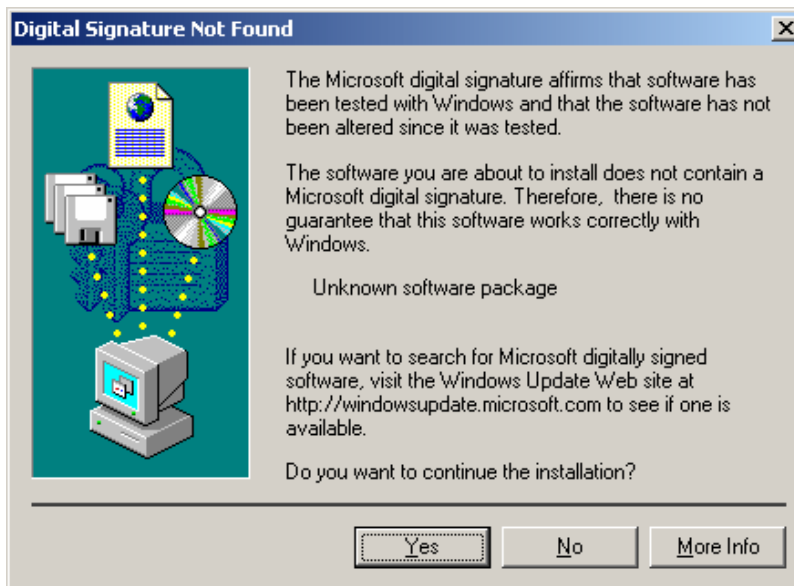 Digital Signature Not Found
The Microsoft digital signature affirms that software has
been tested with Windows and that the software has not
been altered since it was tested.
The software you are about to install does not contain a
Microsoft digital signature. Therefore,  there is no
guarantee that this software works correctly with
Windows.
Unknown software package
If you want to search for Microsoft digitally signed
software, visit the Windows Update Web site at
http://windowsupdate.microsoft.com to see if one is
available.
Do you want to continue the installation?
Yes
No
More Info